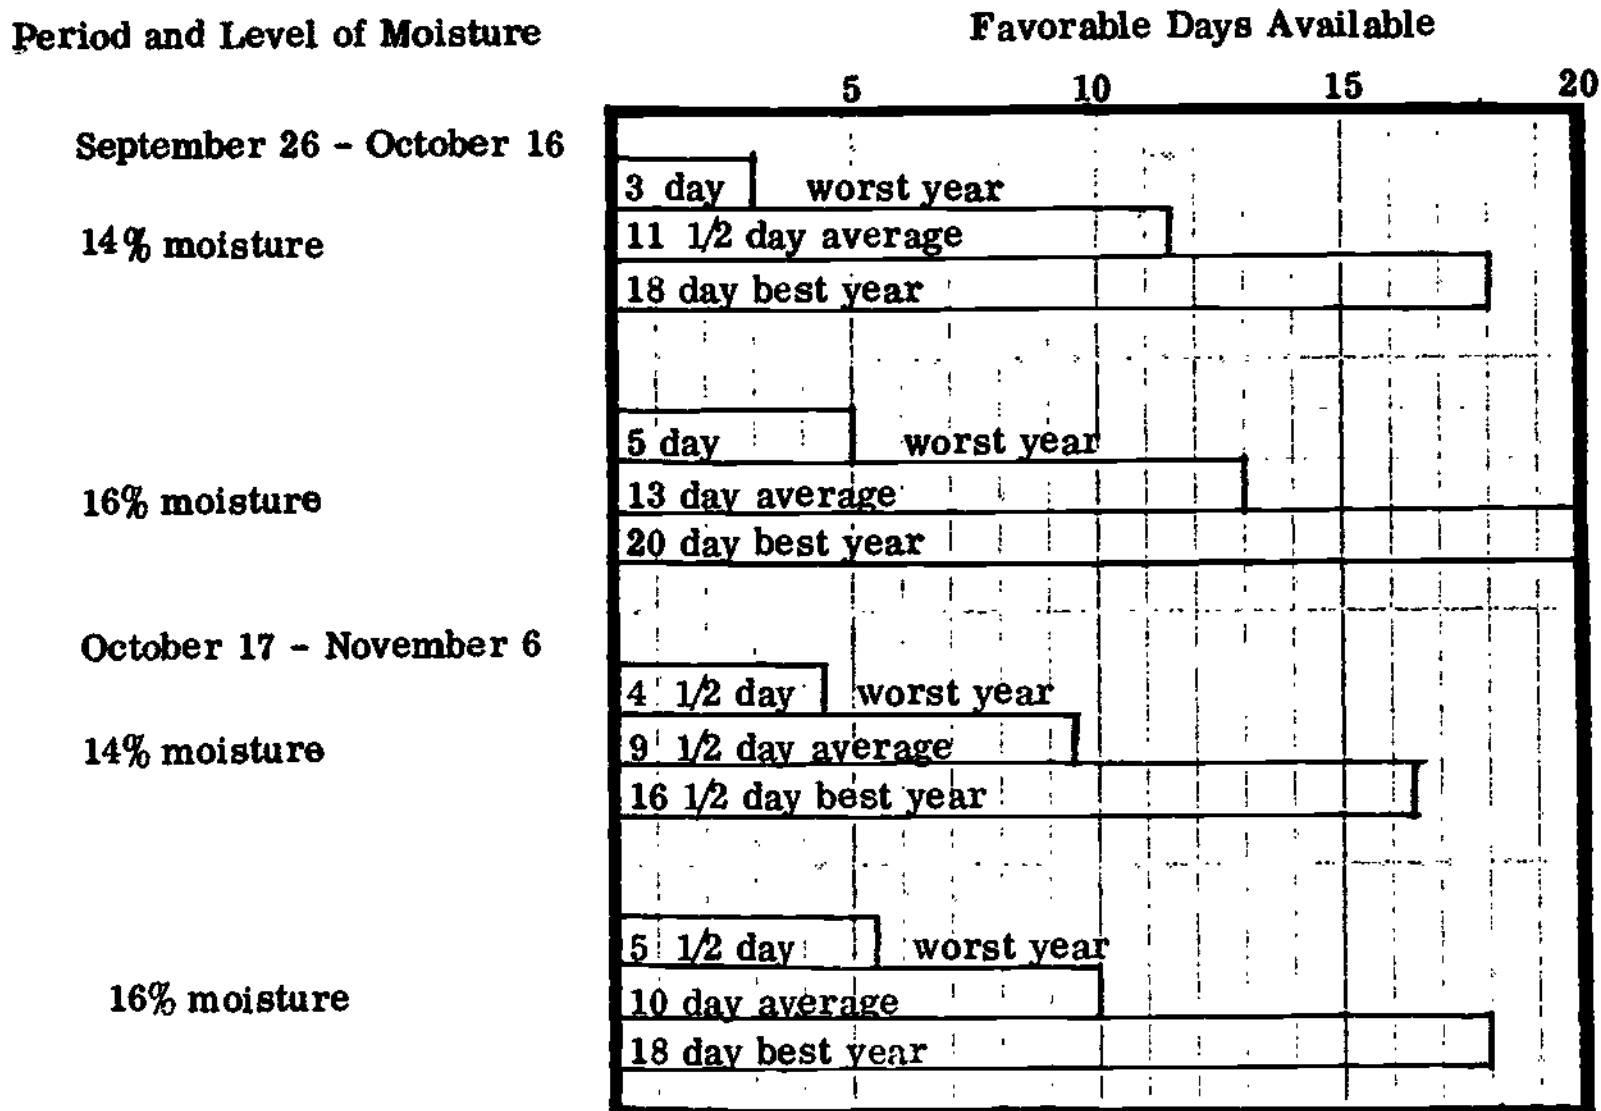 Period and Level of Moisture
Favorable Days Available
5 10 15 20
September 26 - October 16
3 day worst year
14% moisture
11 1/2 day average
18 day best year
5 day worst year
16% moisture
13 day average
20 day best year
October 17 - November 6
4 1/2 day worst year
14% moisture
9 1/2 day average
16 1/2 day best year
5 1/2 day worst year
16% moisture
10 day average
18 day best year